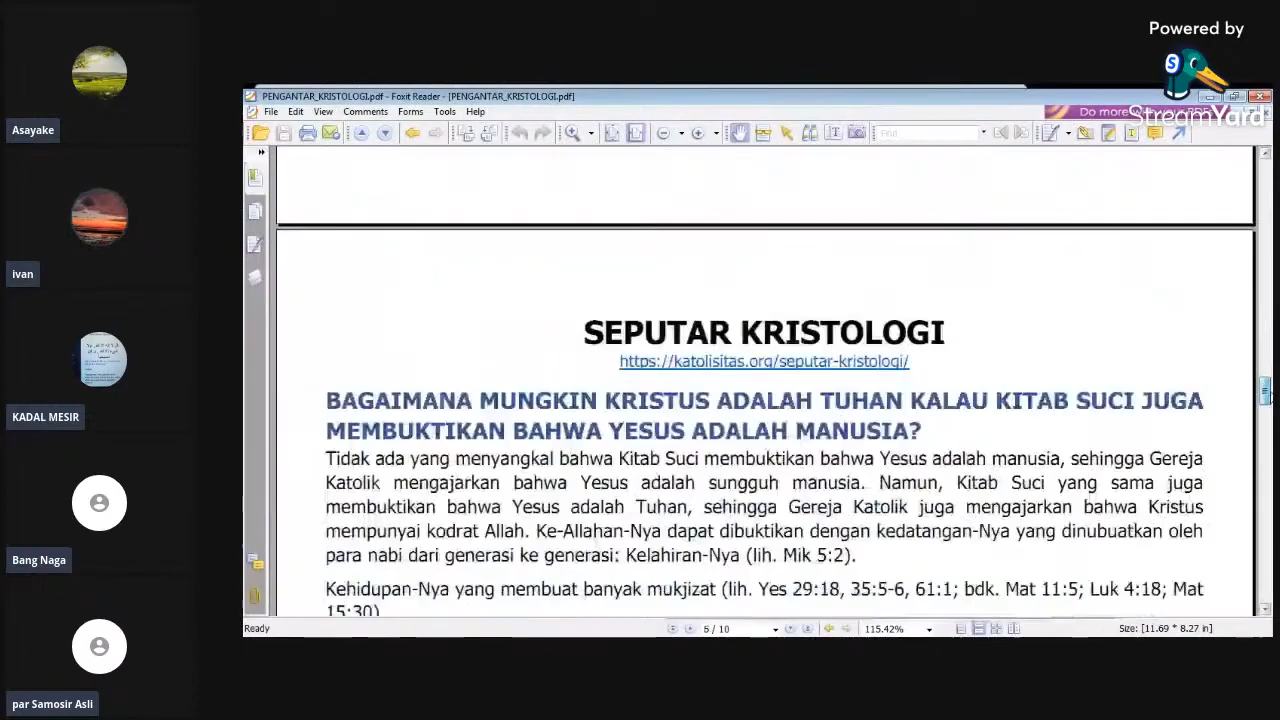 Powered by
StreamYard
Asayake
ivan
KADAL MESIR
Bang Naga
par Samosir Asli
PENGANTAR_KRISTOLOGI.pdf - Foxit Reader - [PENGANTAR_KRISTOLOGI.pdf]
File Edit View Comments Forms Tools Help
Do more
Find
SEPUTAR KRISTOLOGI
https://katolisitas.org/seputar-kristologi/
BAGAIMANA MUNGKIN KRISTUS ADALAH TUHAN KALAU KITAB SUCI JUGA
MEMBUKTIKAN BAHWA YESUS ADALAH MANUSIA?
Tidak ada yang menyangkal bahwa Kitab Suci membuktikan bahwa Yesus adalah manusia, sehingga Gereja
Katolik mengajarkan bahwa Yesus adalah sungguh manusia. Namun, Kitab Suci yang sama juga
membuktikan bahwa Yesus adalah Tuhan, sehingga Gereja Katolik juga mengajarkan bahwa Kristus
mempunyai kodrat Allah. Ke-Allahan-Nya dapat dibuktikan dengan kedatangan-Nya yang dinubuatkan oleh
para nabi dari generasi ke generasi: Kelahiran-Nya (lih. Mik 5:2).
Kehidupan-Nya yang membuat banyak mukjizat (lih. Yes 29:18, 35:5-6, 61:1; bdk. Mat 11:5; Luk 4:18; Mat
15:30)
Ready
5 / 10
115.42%
Size: [11.69 * 8.27 in]